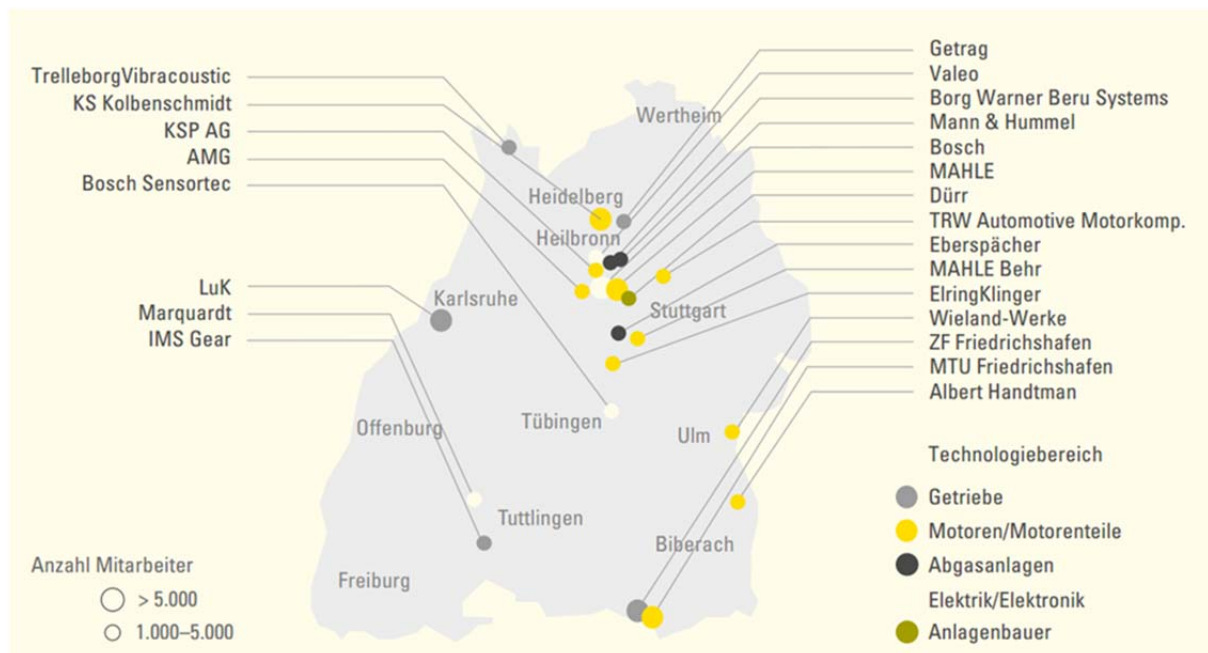 TrelleborgVibracoustic
KS Kolbenschmidt
KSP AG
AMG
Bosch Sensortec
LuK
Marquardt
IMS Gear
Wertheim
Heidelberg
Heilbronn
Karlsruhe
Stuttgart
Offenburg
Tübingen
Ulm
Tuttlingen
Biberach
Freiburg
Getrag
Valeo
Borg Warner Beru Systems
Mann & Hummel
Bosch
MAHLE
Dürr
TRW Automotive Motorkomp.
Eberspächer
MAHLE Behr
ElringKlinger
Wieland-Werke
ZF Friedrichshafen
MTU Friedrichshafen
Albert Handtman
Technologiebereich
Getriebe
Motoren/Motorenteile
Abgasanlagen
Elektrik/Elektronik
Anlagenbauer
Anzahl Mitarbeiter
> 5.000
1.000–5.000